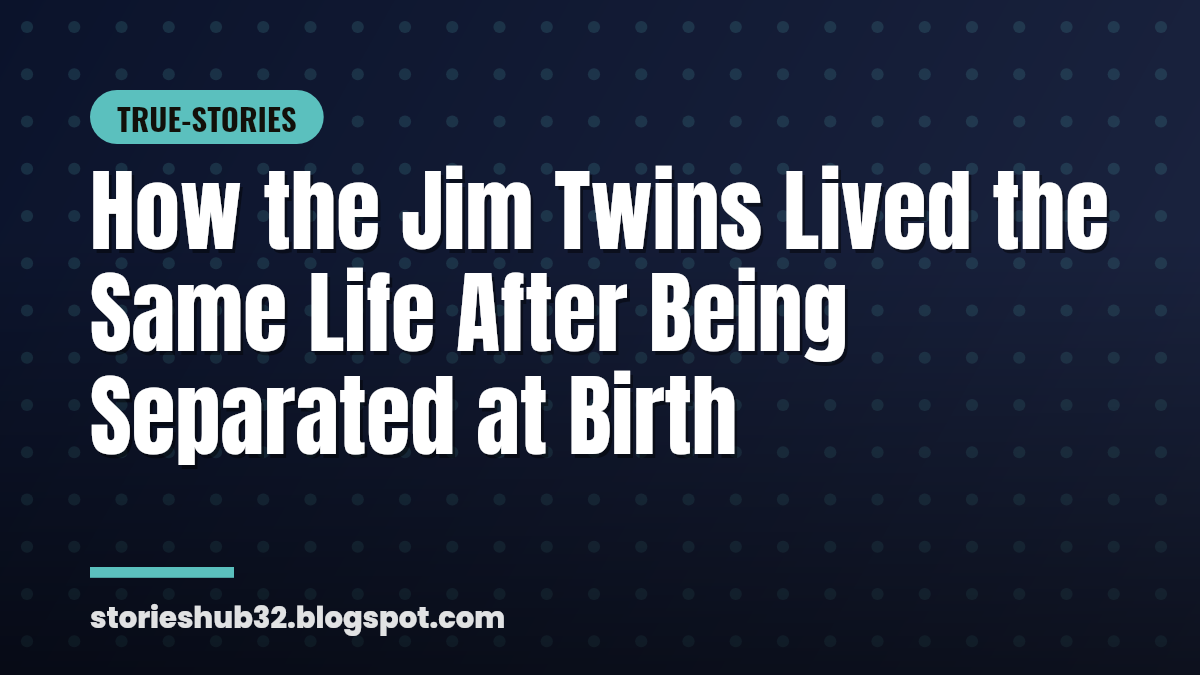 TRUE-STORIES
How the Jim Twins Lived the
Same Life After Being
Separated at Birth
storieshub32.blogspot.com